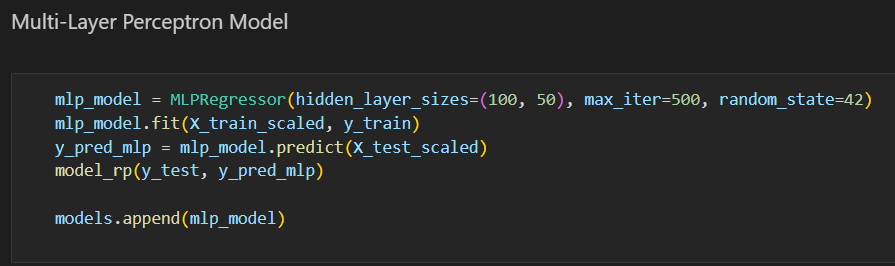 Multi-Layer Perceptron Model
mlp_model = MLPRegressor(hidden_layer_sizes=(100, 50), max_iter=500, random_state=42)
mlp_model.fit(X_train_scaled, y_train)
y_pred_mlp = mlp_model.predict(X_test_scaled)
model_rp(y_test, y_pred_mlp)
models.append(mlp_model)